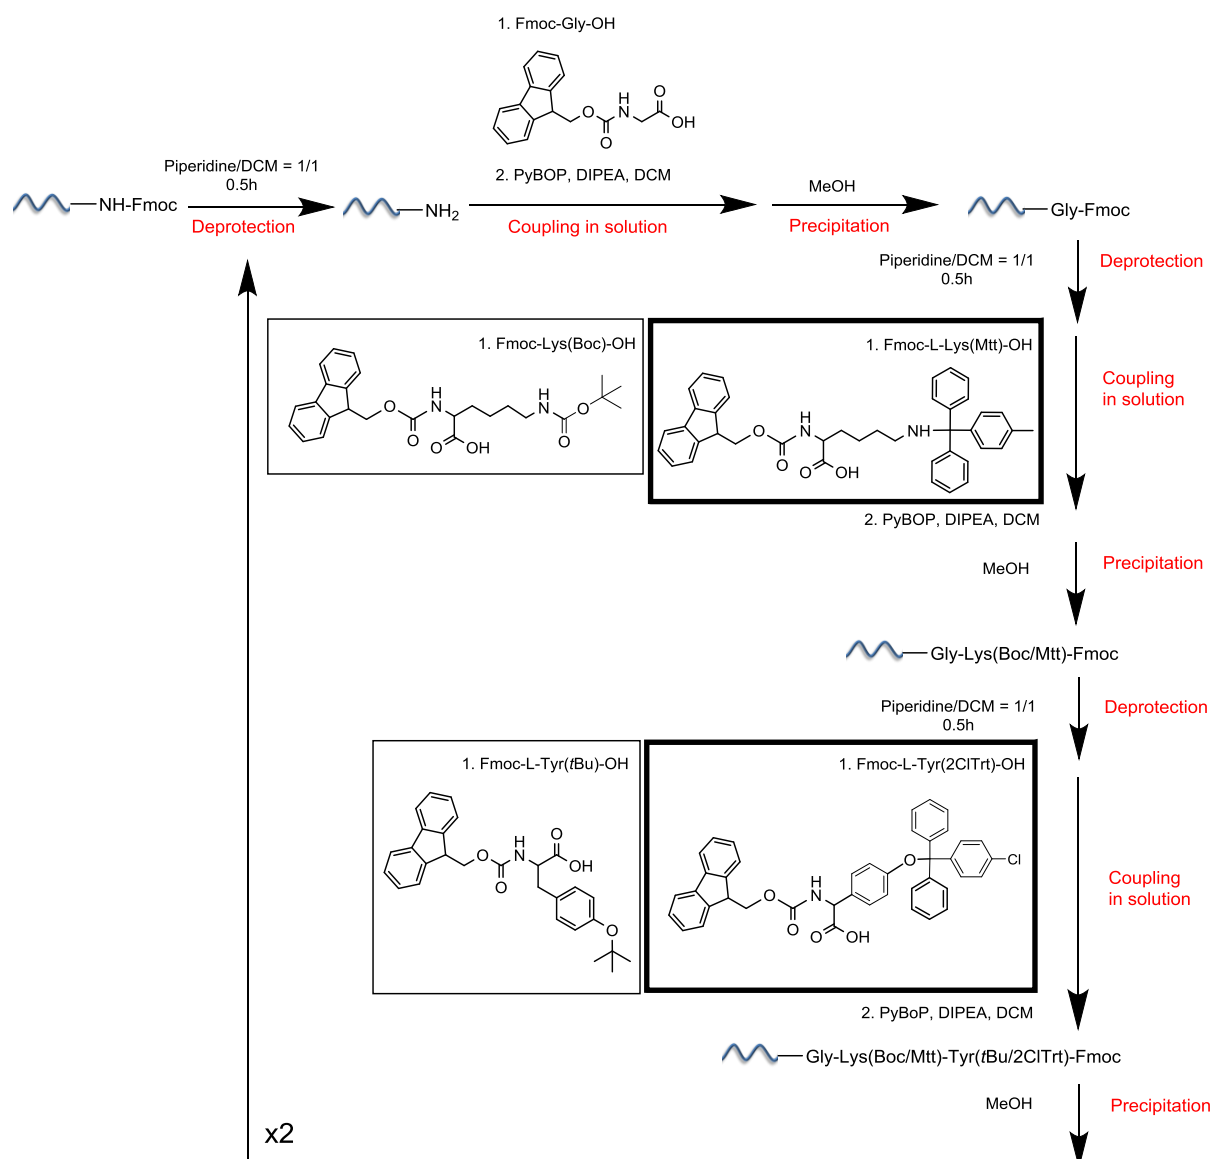 1. Fmoc-Gly-OH
O
H
N
O
OH
O
Piperidine/DCM = 1/1
0.5h
2. PyBOP, DIPEA, DCM
MeOH
NH-Fmoc
NH2
Gly-Fmoc
Deprotection
Coupling in solution
Precipitation
Piperidine/DCM = 1/1
0.5h
Deprotection
1. Fmoc-Lys(Boc)-OH
H
N
O
O
O
OH
H
N
O
O
1. Fmoc-L-Lys(Mtt)-OH
H
N
O
O
O
OH
NH
Coupling
in solution
2. PyBOP, DIPEA, DCM
MeOH
Precipitation
Gly-Lys(Boc/Mtt)-Fmoc
Piperidine/DCM = 1/1
0.5h
Deprotection
1. Fmoc-L-Tyr(tBu)-OH
O
H
N
O
OH
O
O
1. Fmoc-L-Tyr(2ClTrt)-OH
O
Cl
H
N
O
O
O
OH
Coupling
in solution
2. PyBoP, DIPEA, DCM
Gly-Lys(Boc/Mtt)-Tyr(tBu/2ClTrt)-Fmoc
MeOH
Precipitation
x2